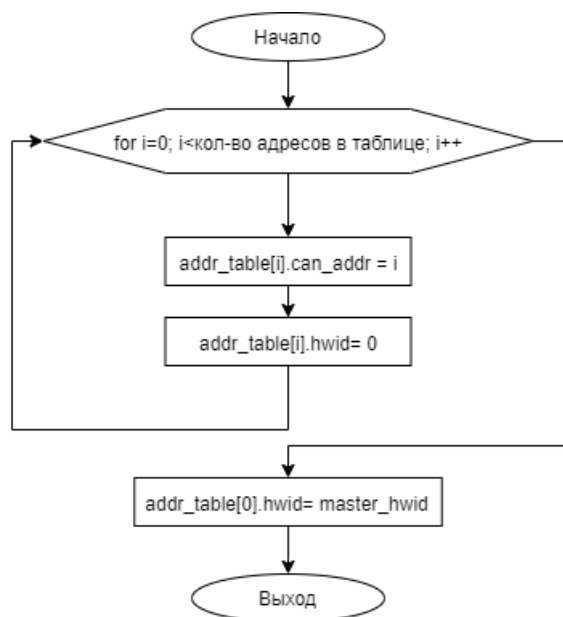 Начало
for i=0; i<кол-во адресов в таблице; i++
addr_table[i].can_addr = i
addr_table[i].hwid= 0
addr_table[0].hwid= master_hwid
Выход